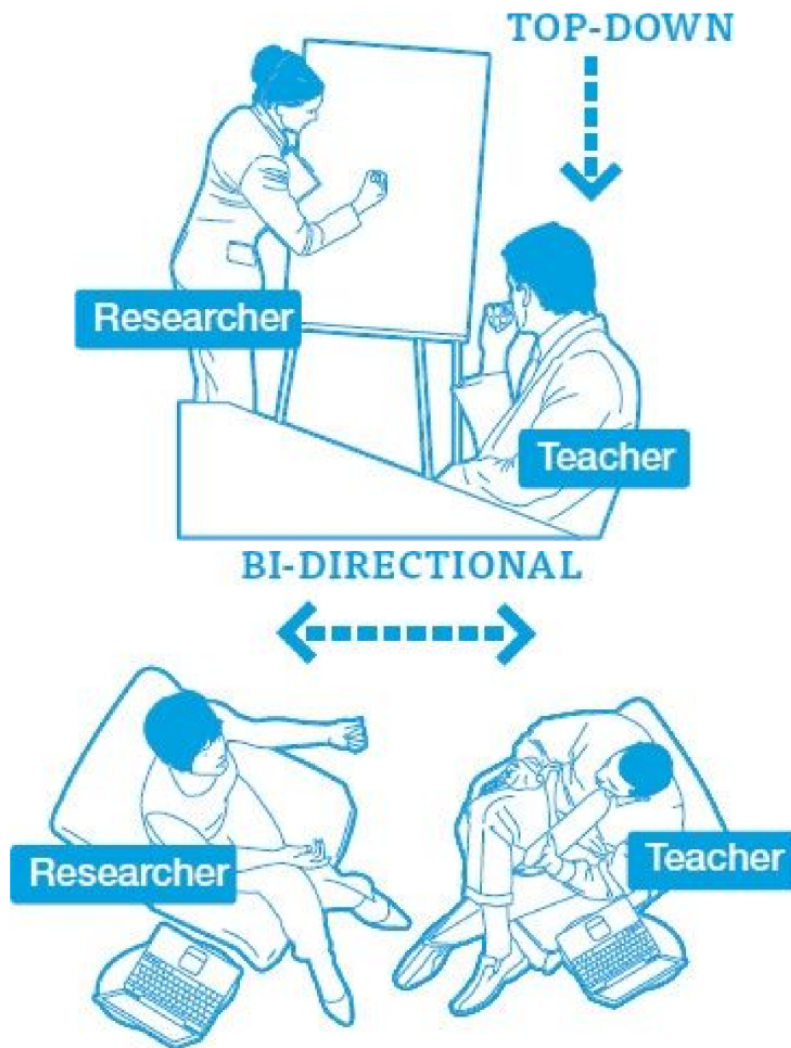 TOP-DOWN
Researcher
Teacher
BI-DIRECTIONAL
Researcher
Teacher